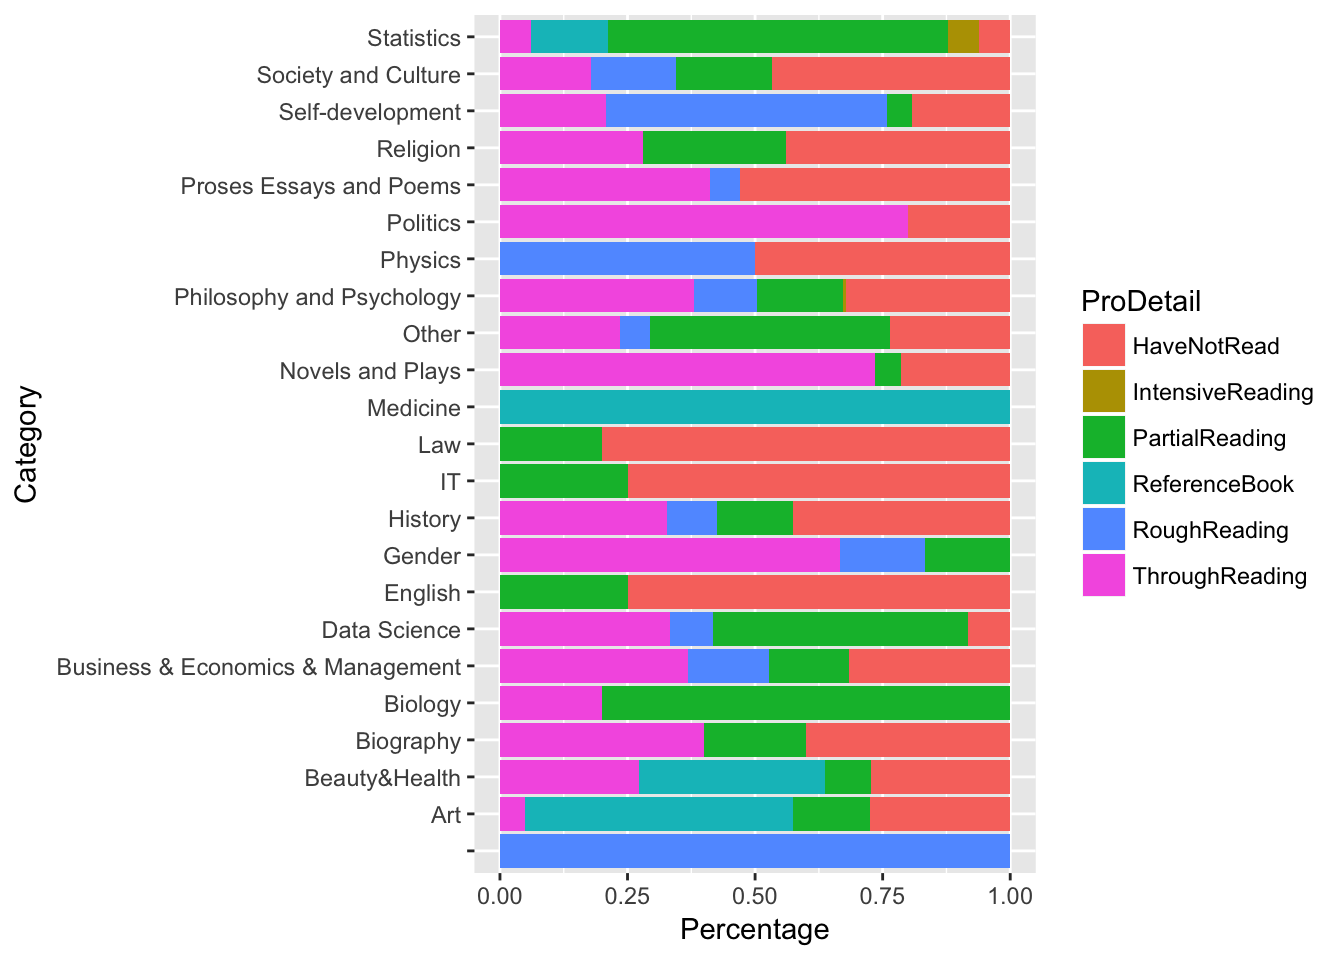 Statistics
Society and Culture
Self-development
Religion
Proses Essays and Poems
Politics
Physics
Philosophy and Psychology
Other
Novels and Plays
Medicine
Law
IT
History
Gender
English
Data Science
Business & Economics & Management
Biology
Biography
Beauty&Health
Art
Category
0.00 0.25 0.50 0.75 1.00
Percentage
ProDetail
HaveNotRead
IntensiveReading
PartialReading
ReferenceBook
RoughReading
ThroughReading